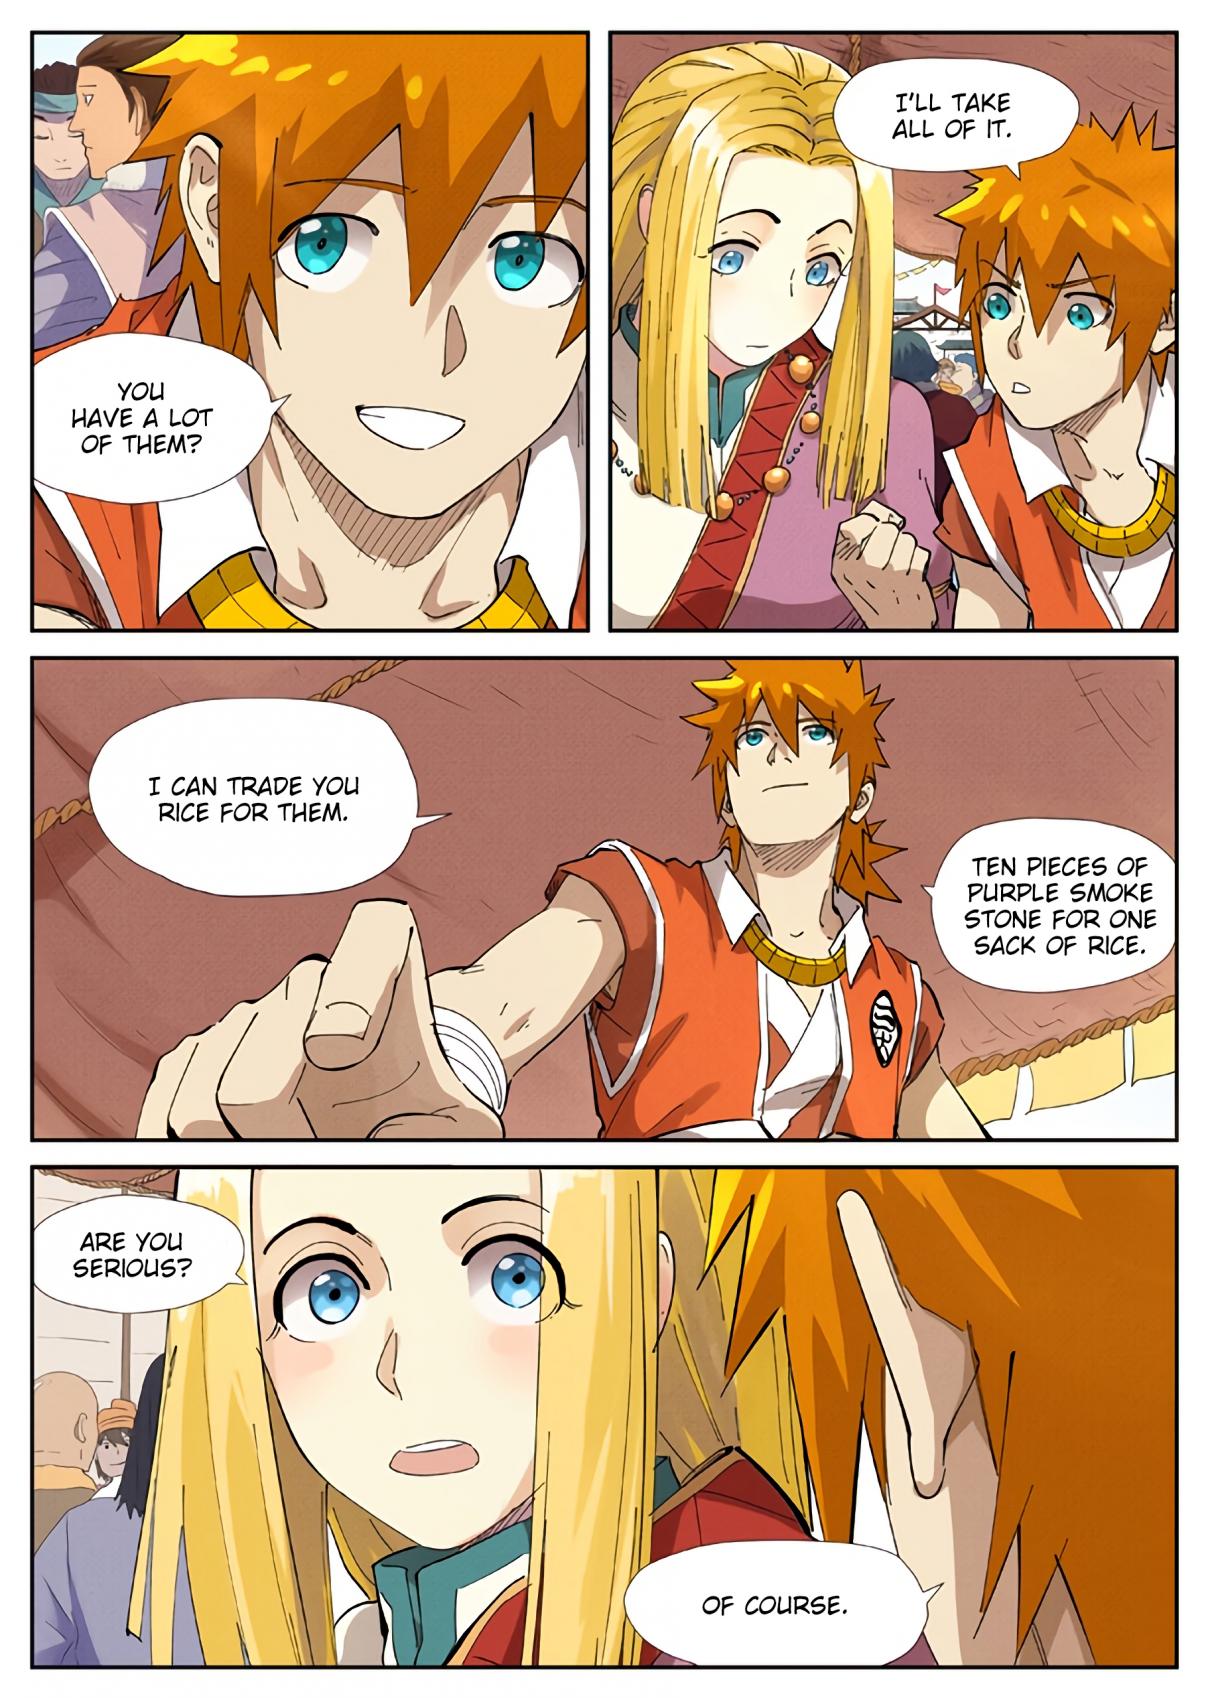 YOU
HAVE A LOT
OF THEM?
I'LL TAKE
ALL OF IT.
I CAN TRADE YOU
RICE FOR THEM.
TEN PIECES OF
PURPLE SMOKE
STONE FOR ONE
SACK OF RICE.
ARE YOU
SERIOUS?
OF COURSE.